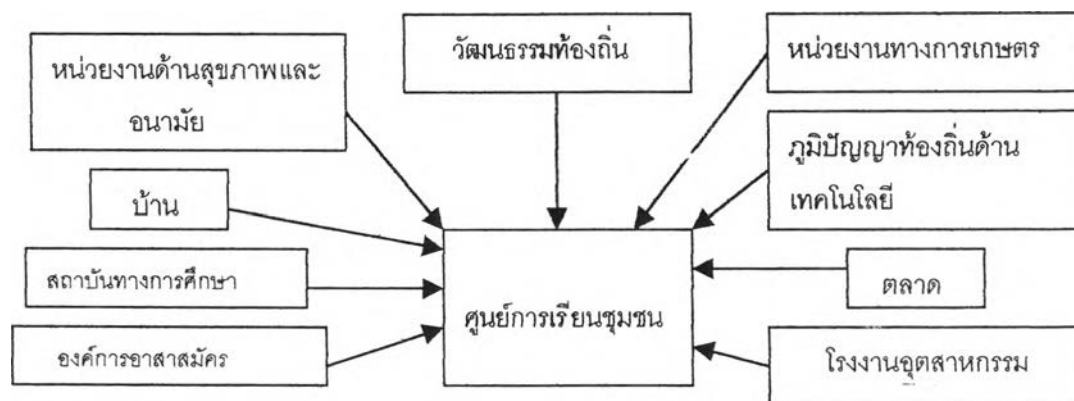 วัฒนธรรมท้องถิ่น
หน่วยงานทางการเกษตร
หน่วยงานด้านสุขภาพและ
อนามัย
ภูมิปัญญาท้องถิ่นด้าน
เทคโนโลยี
บ้าน
สถาบันทางการศึกษา
ตลาด
ศูนย์การเรียนชุมชน
องค์การอาสาสมัคร
โรงงานอุตสาหกรรม